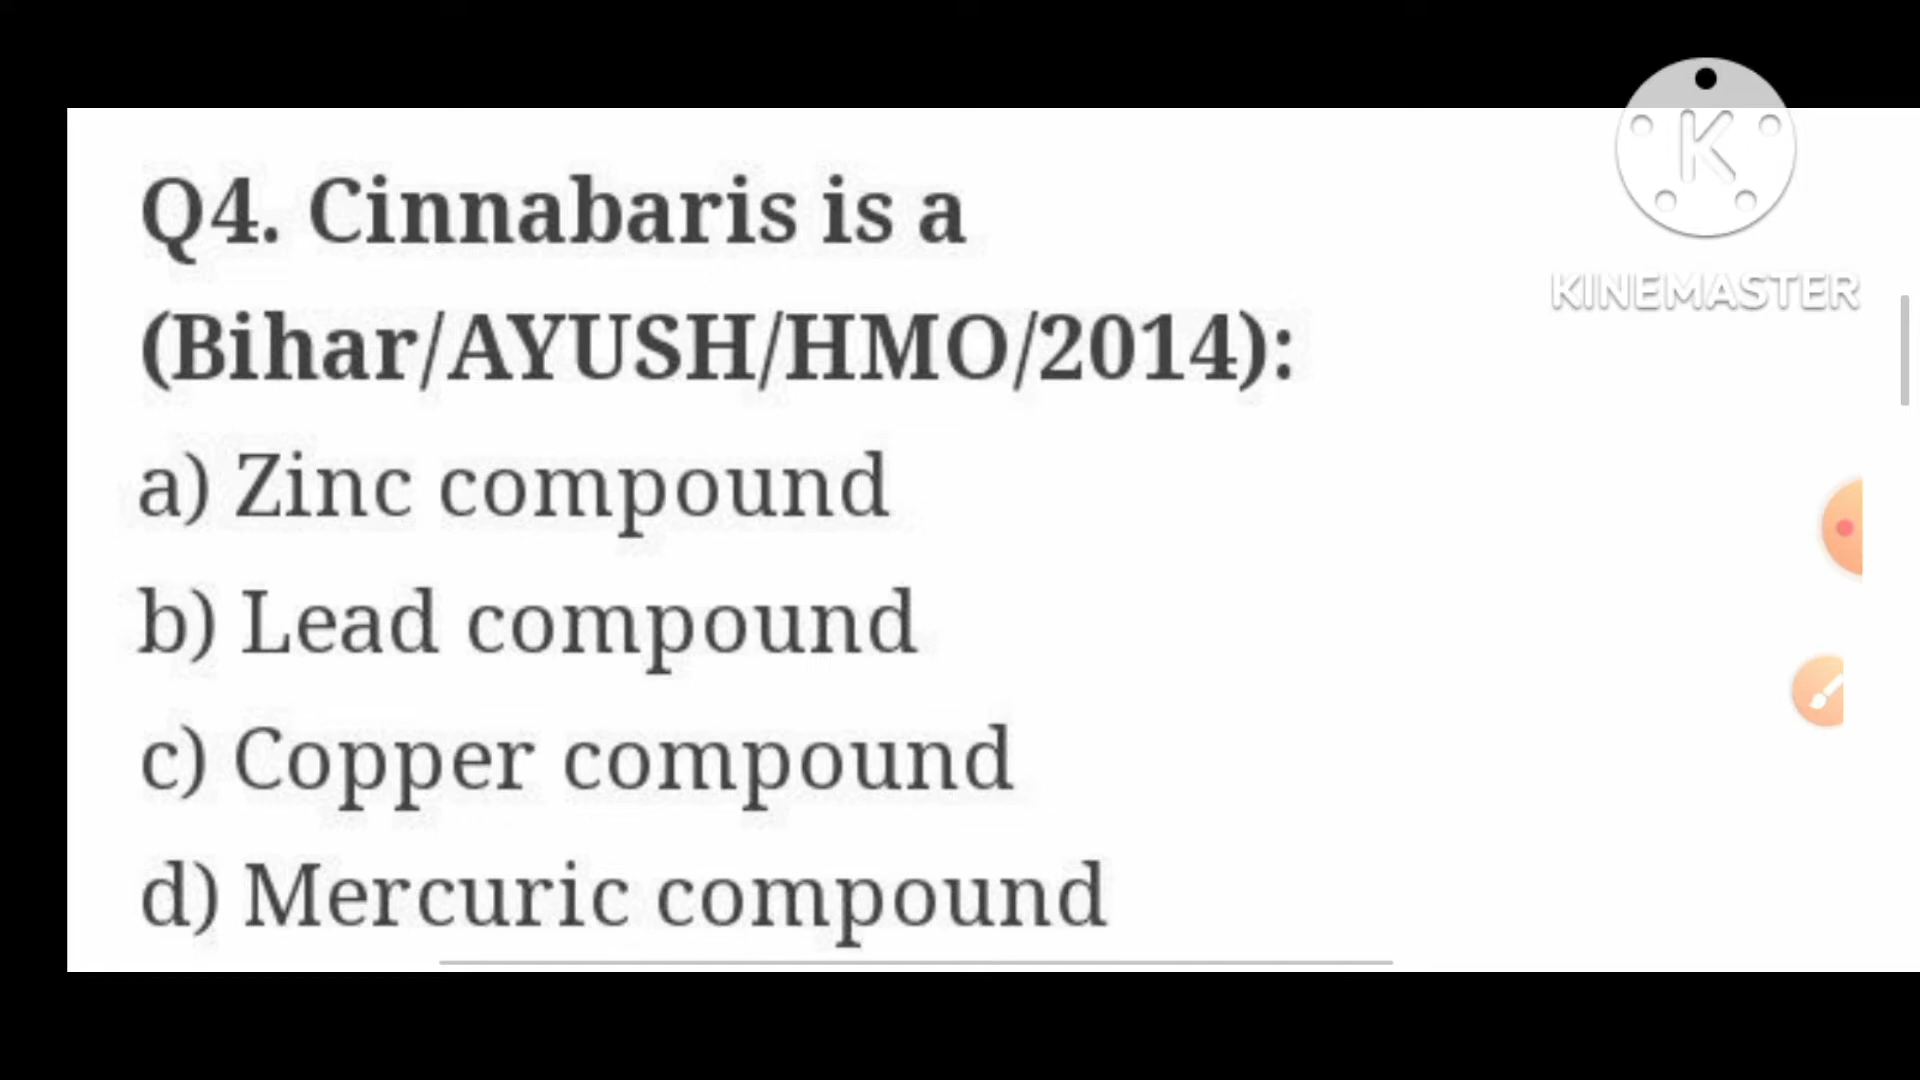 Q4. Cinnabaris is a
(Bihar/AYUSH/HMO/2014):
a) Zinc compound
b) Lead compound
c) Copper compound
d) Mercuric compound
K
KINEMASTER